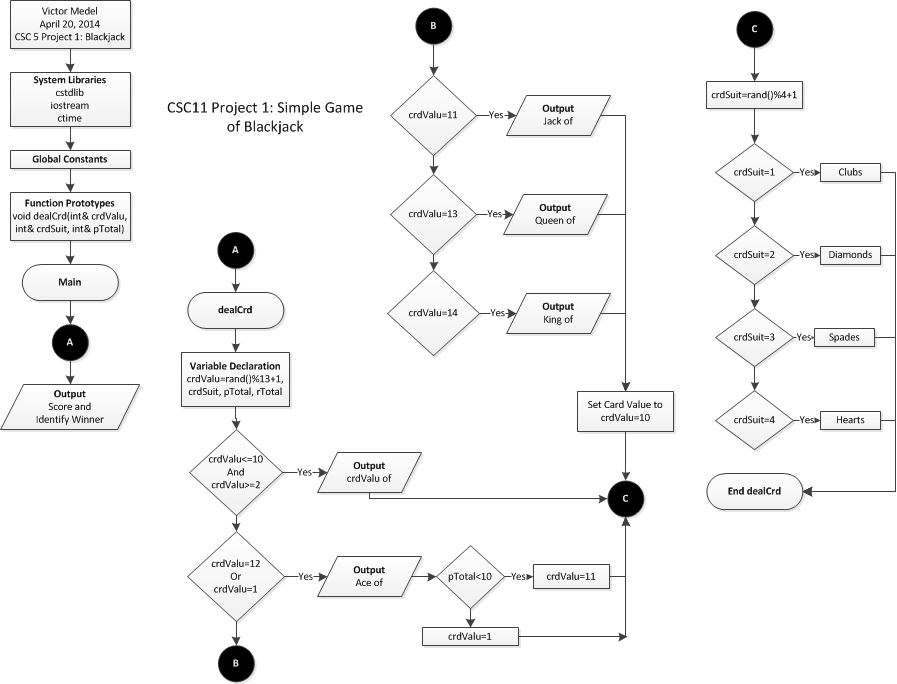 Victor Medel
April 20, 2014
CSC 5 Project 1: Blackjack
System Libraries
cstdlib
iostream
ctime
Global Constants
Function Prototypes
void dealCrd(int& crdValu,
int& crdSuit, int& pTotal)
Main
A
Output
Score and
Identify Winner
CSC11 Project 1: Simple Game
of Blackjack
A
dealCrd
Variable Declaration
crdValu=rand()%13+1,
crdSuit, pTotal, rTotal
crdValu<=10
And
crdValu>=2
Yes
Output
crdValu of
crdValu=12
Or
crdValu=1
Yes
Output
Ace of
pTotal<10
Yes
crdValu=11
crdValu=1
B
B
crdValu=11
Yes
Output
Jack of
crdValu=13
Yes
Output
Queen of
crdValu=14
Yes
Output
King of
Set Card Value to
crdValu=10
C
C
crdSuit=rand()%4+1
crdSuit=1
Yes
Clubs
crdSuit=2
Yes
Diamonds
crdSuit=3
Yes
Spades
crdSuit=4
Yes
Hearts
End dealCrd